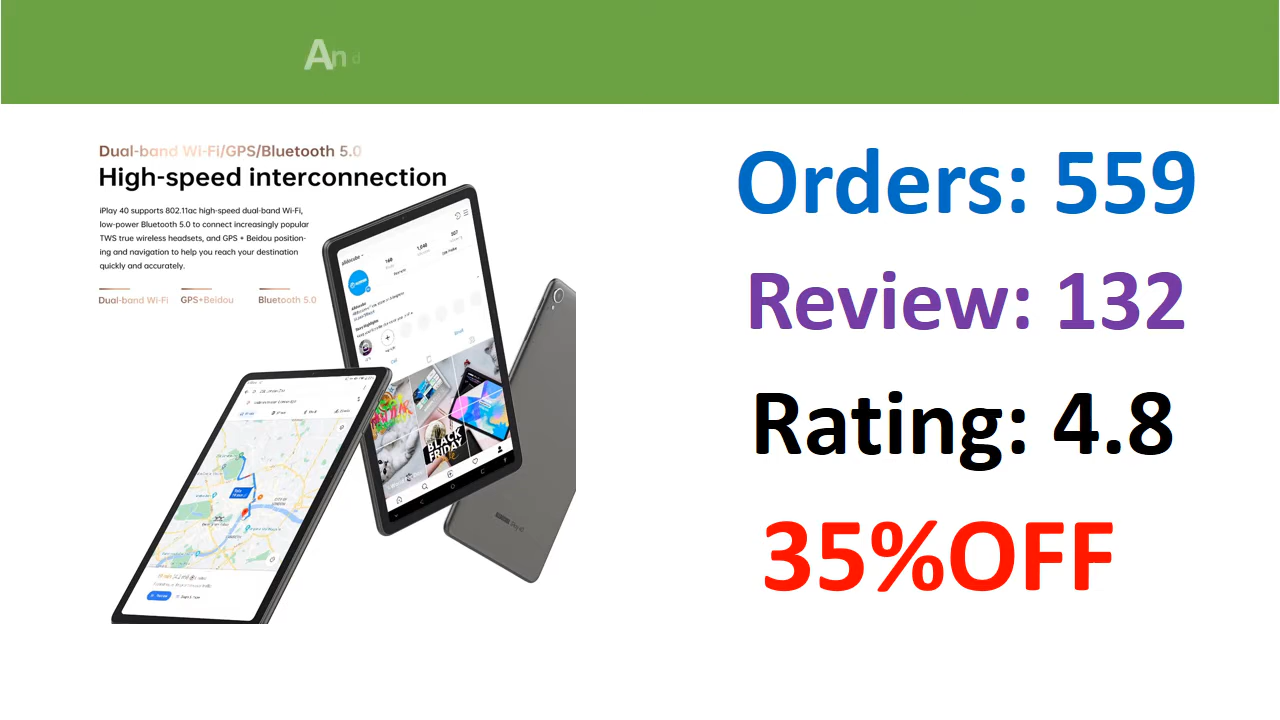 An d
Dual-band Wi-Fi/GPS/Bluetooth 5.0
High-speed interconnection
iPlay 40 supports 802.11ac high-speed dual-band Wi-Fi,
low-power Bluetooth 5.0 to connect increasingly popular
TWS true wireless headsets, and GPS + Beidou position-
ing and navigation to help you reach your destination
quickly and accurately.
Dual-band Wi-Fi GPS+Beidou Bluetooth 5.0
BLACK
FRIDAY
Orders: 559
Review: 132
Rating: 4.8
35%OFF